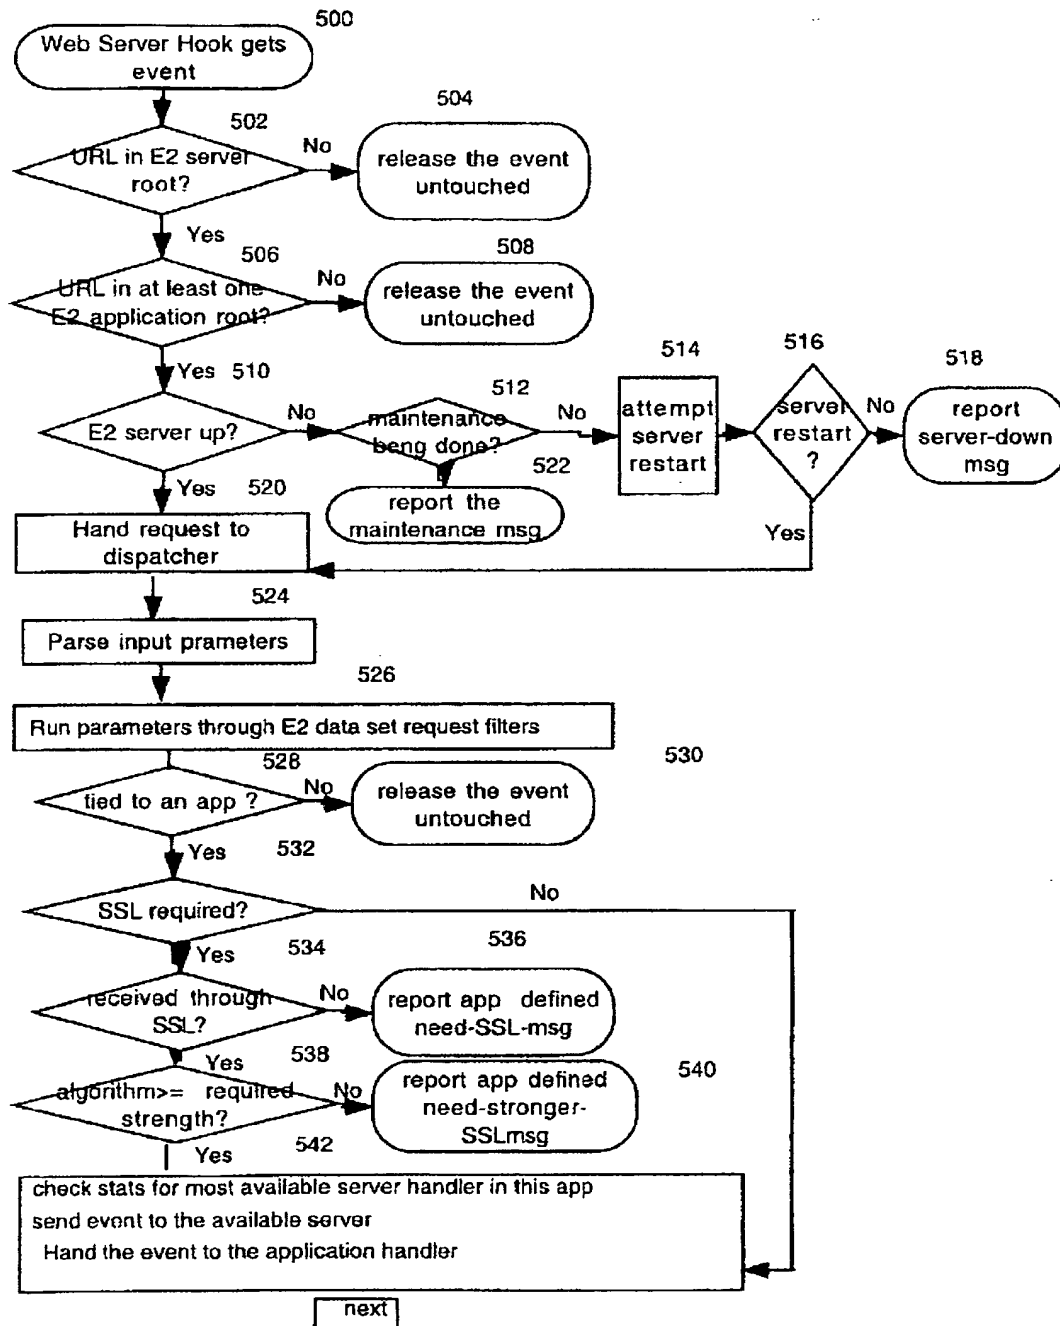 500
Web Server Hook gets
event
502
504
URL in E2 server
root?
No
release the event
untouched
Yes
506
508
URL in at least one
E2 application root?
No
release the event
untouched
Yes
510
512
514
516
518
E2 server up?
No
maintenance
beng done?
No
attempt
server
restart
server
restart
?
No
report
server-down
msg
Yes
520
522
report the
maintenance msg
Yes
Hand request to
dispatcher
524
Parse input prameters
526
Run parameters through E2 data set request filters
528
530
tied to an app ?
No
release the event
untouched
Yes
532
SSL required?
No
Yes
534
536
received through
SSL?
No
report app defined
need-SSL-msg
Yes
538
540
algorithm>= required
strength?
No
report app defined
need-stronger-
SSLmsg
Yes
542
check stats for most available server handler in this app
send event to the available server
Hand the event to the application handler
next